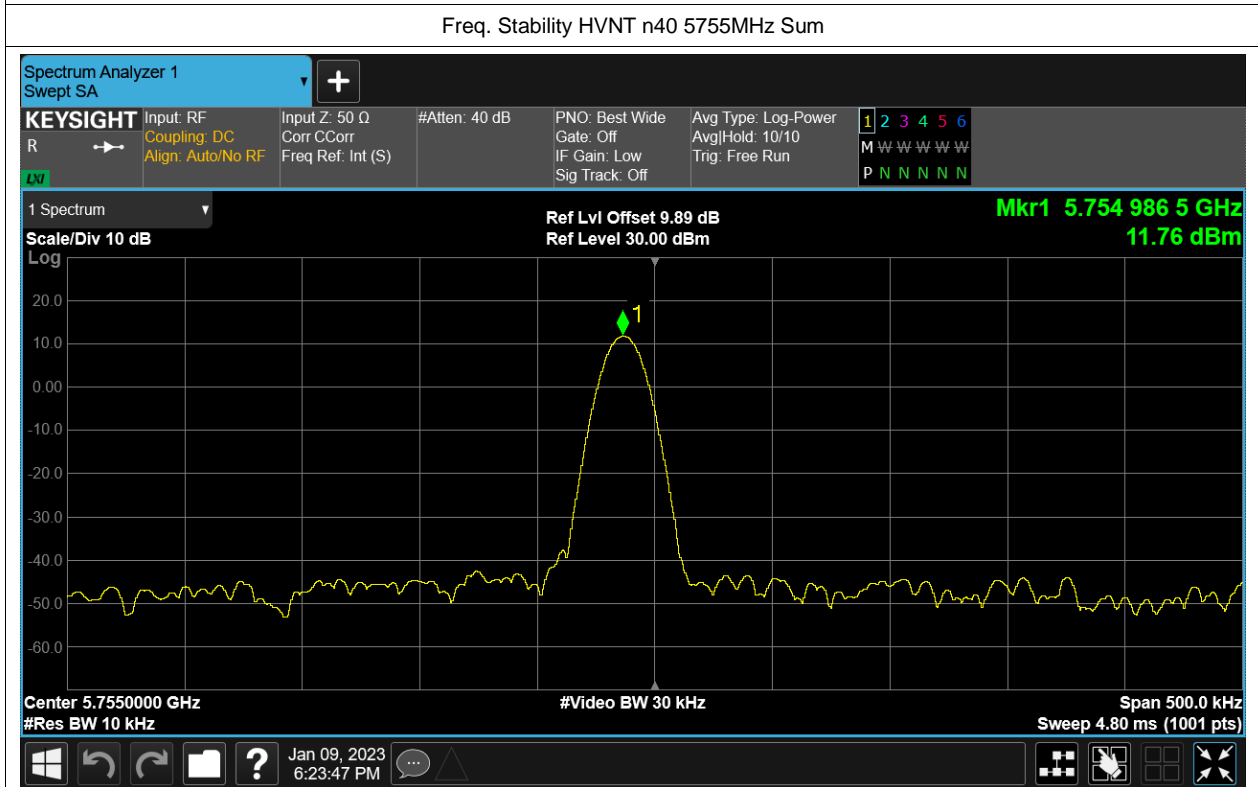 Freq. Stability HVNT n40 5755MHz Sum
Spectrum Analyzer 1
Swept SA
+
KEYSIGHT
R
LXI
Input: RF
Coupling: DC
Align: Auto/No RF
Input Z: 50 Ω
Corr CCorr
Freq Ref: Int (S)
#Atten: 40 dB
PNO: Best Wide
Gate: Off
IF Gain: Low
Sig Track: Off
Avg Type: Log-Power
Avg|Hold: 10/10
Trig: Free Run
1 2 3 4 5 6
M W W W W W
P N N N N N
1 Spectrum
Scale/Div 10 dB
Ref Lvl Offset 9.89 dB
Ref Level 30.00 dBm
Mkr1 5.754 986 5 GHz
11.76 dBm
Log
1
20.0
10.0
0.00
-10.0
-20.0
-30.0
-40.0
-50.0
-60.0
Center 5.7550000 GHz
#Video BW 30 kHz
Span 500.0 kHz
#Res BW 10 kHz
Sweep 4.80 ms (1001 pts)
?
Jan 09, 2023
6:23:47 PM